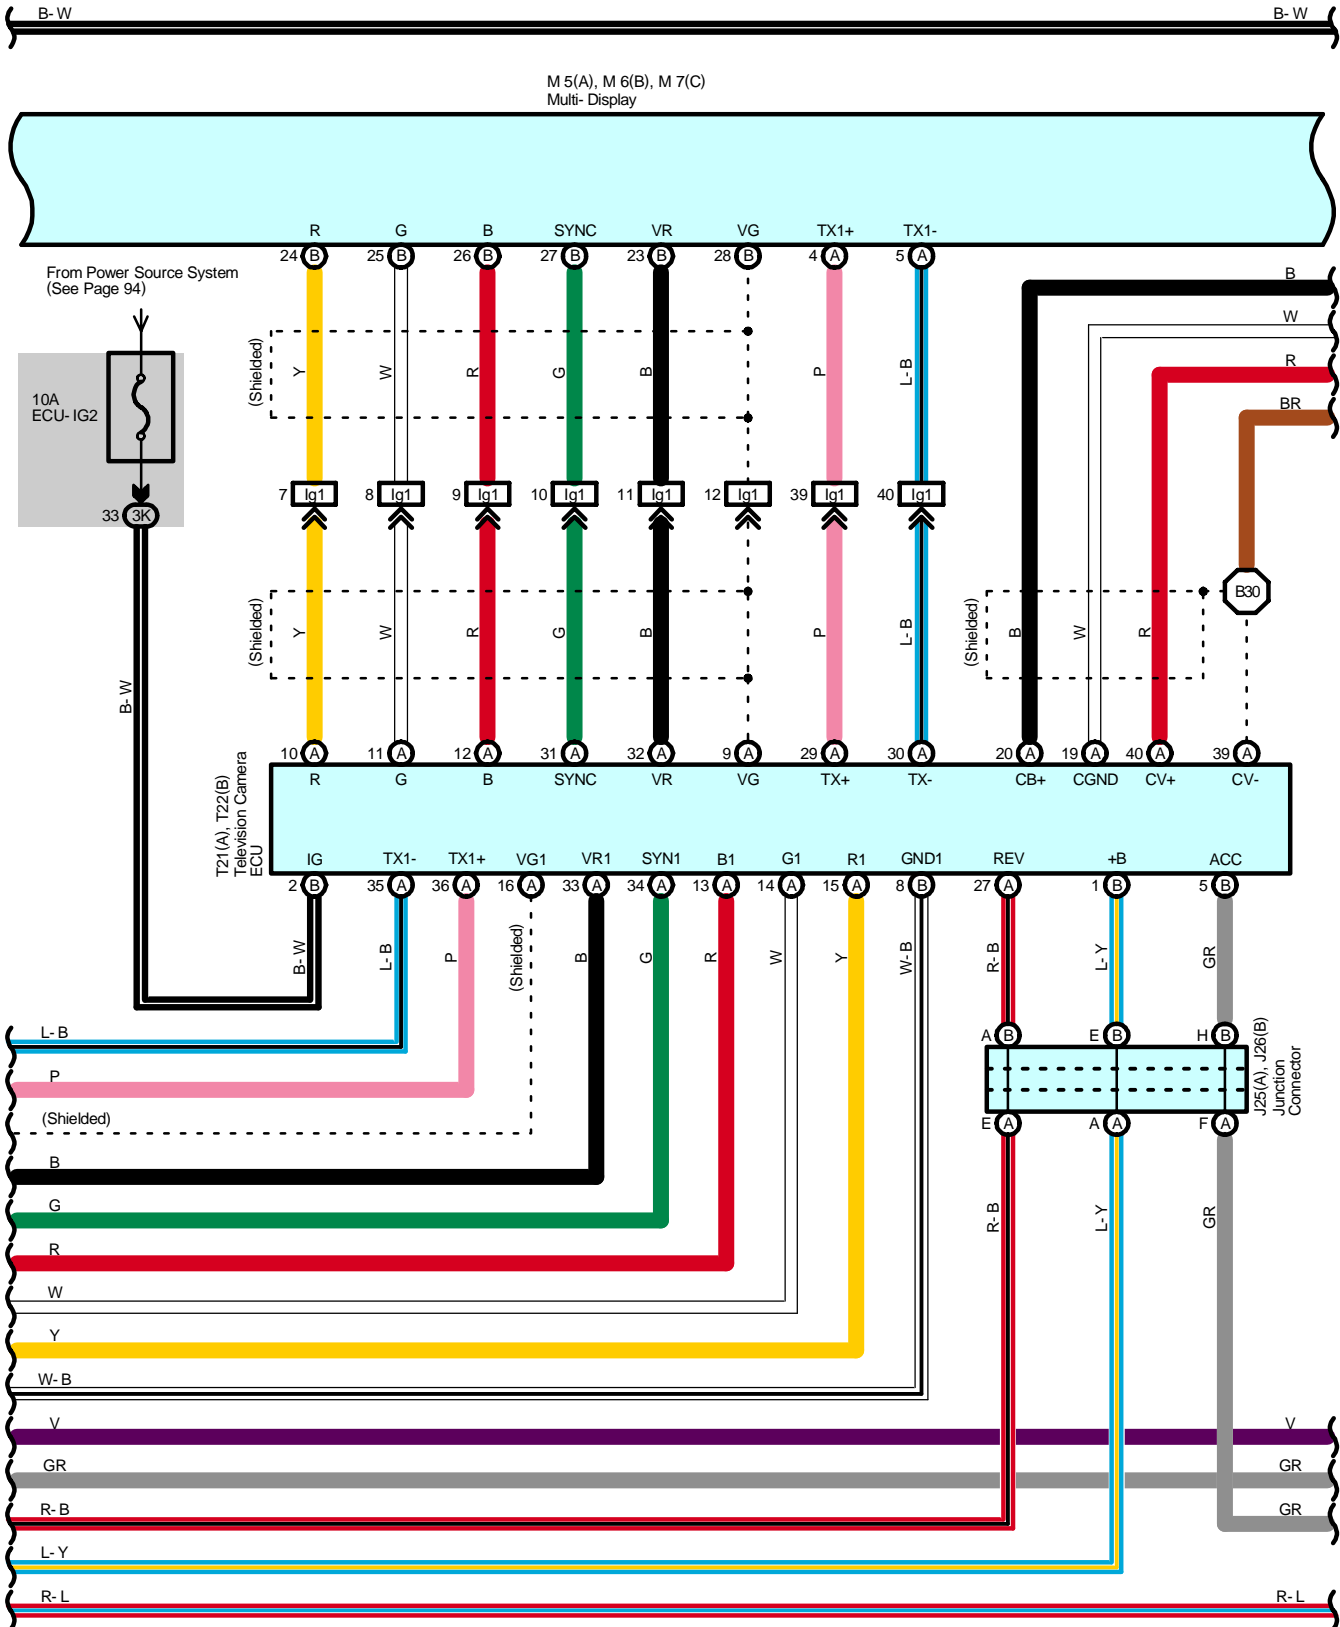 B- W B- W
M 5(A), M 6(B), M 7(C)
Multi- Display
R G B SYNC VR VG TX1+ TX1-
24 B 25 B 26 B 27 B 23 B 28 B 4 A 5 A
From Power Source System
(See Page 94)
B
W
R
BR
10A
ECU- IG2
(Shielded) Y W R G B P L- B
7 Ig1 8 Ig1 9 Ig1 10 Ig1 11 Ig1 12 Ig1 39 Ig1 40 Ig1
33 3K
B30
(Shielded) Y W R G B P L- B (Shielded) B W R
B- W
10 A 11 A 12 A 31 A 32 A 9 A 29 A 30 A 20 A 19 A 40 A 39 A
R G B SYNC VR VG TX+ TX- CB+ CGND CV+ CV-
T21(A), T22(B)
Television Camera
ECU
IG TX1- TX1+ VG1 VR1 SYN1 B1 G1 R1 GND1 REV +B ACC
2 B 35 A 36 A 16 A 33 A 34 A 13 A 14 A 15 A 8 B 27 A 1 B 5 B
B- W L- B P (Shielded) B G R W Y W- B R- B L- Y GR
L- B
A B E B H B
J25(A), J26(B)
Junction
Connector
P
(Shielded)
E A A A F A
B
G
R- B L- Y GR
R
W
Y
W- B
V V
GR GR
R- B GR
L- Y
R- L R- L